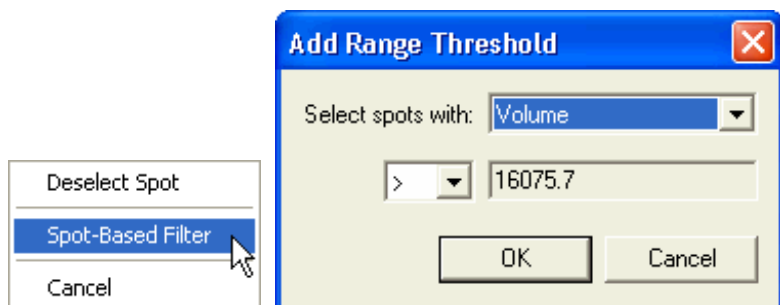 Deselect Spot
Spot-Based Filter
Cancel
Add Range Threshold
Select spots with: Volume
> 16075.7
OK Cancel